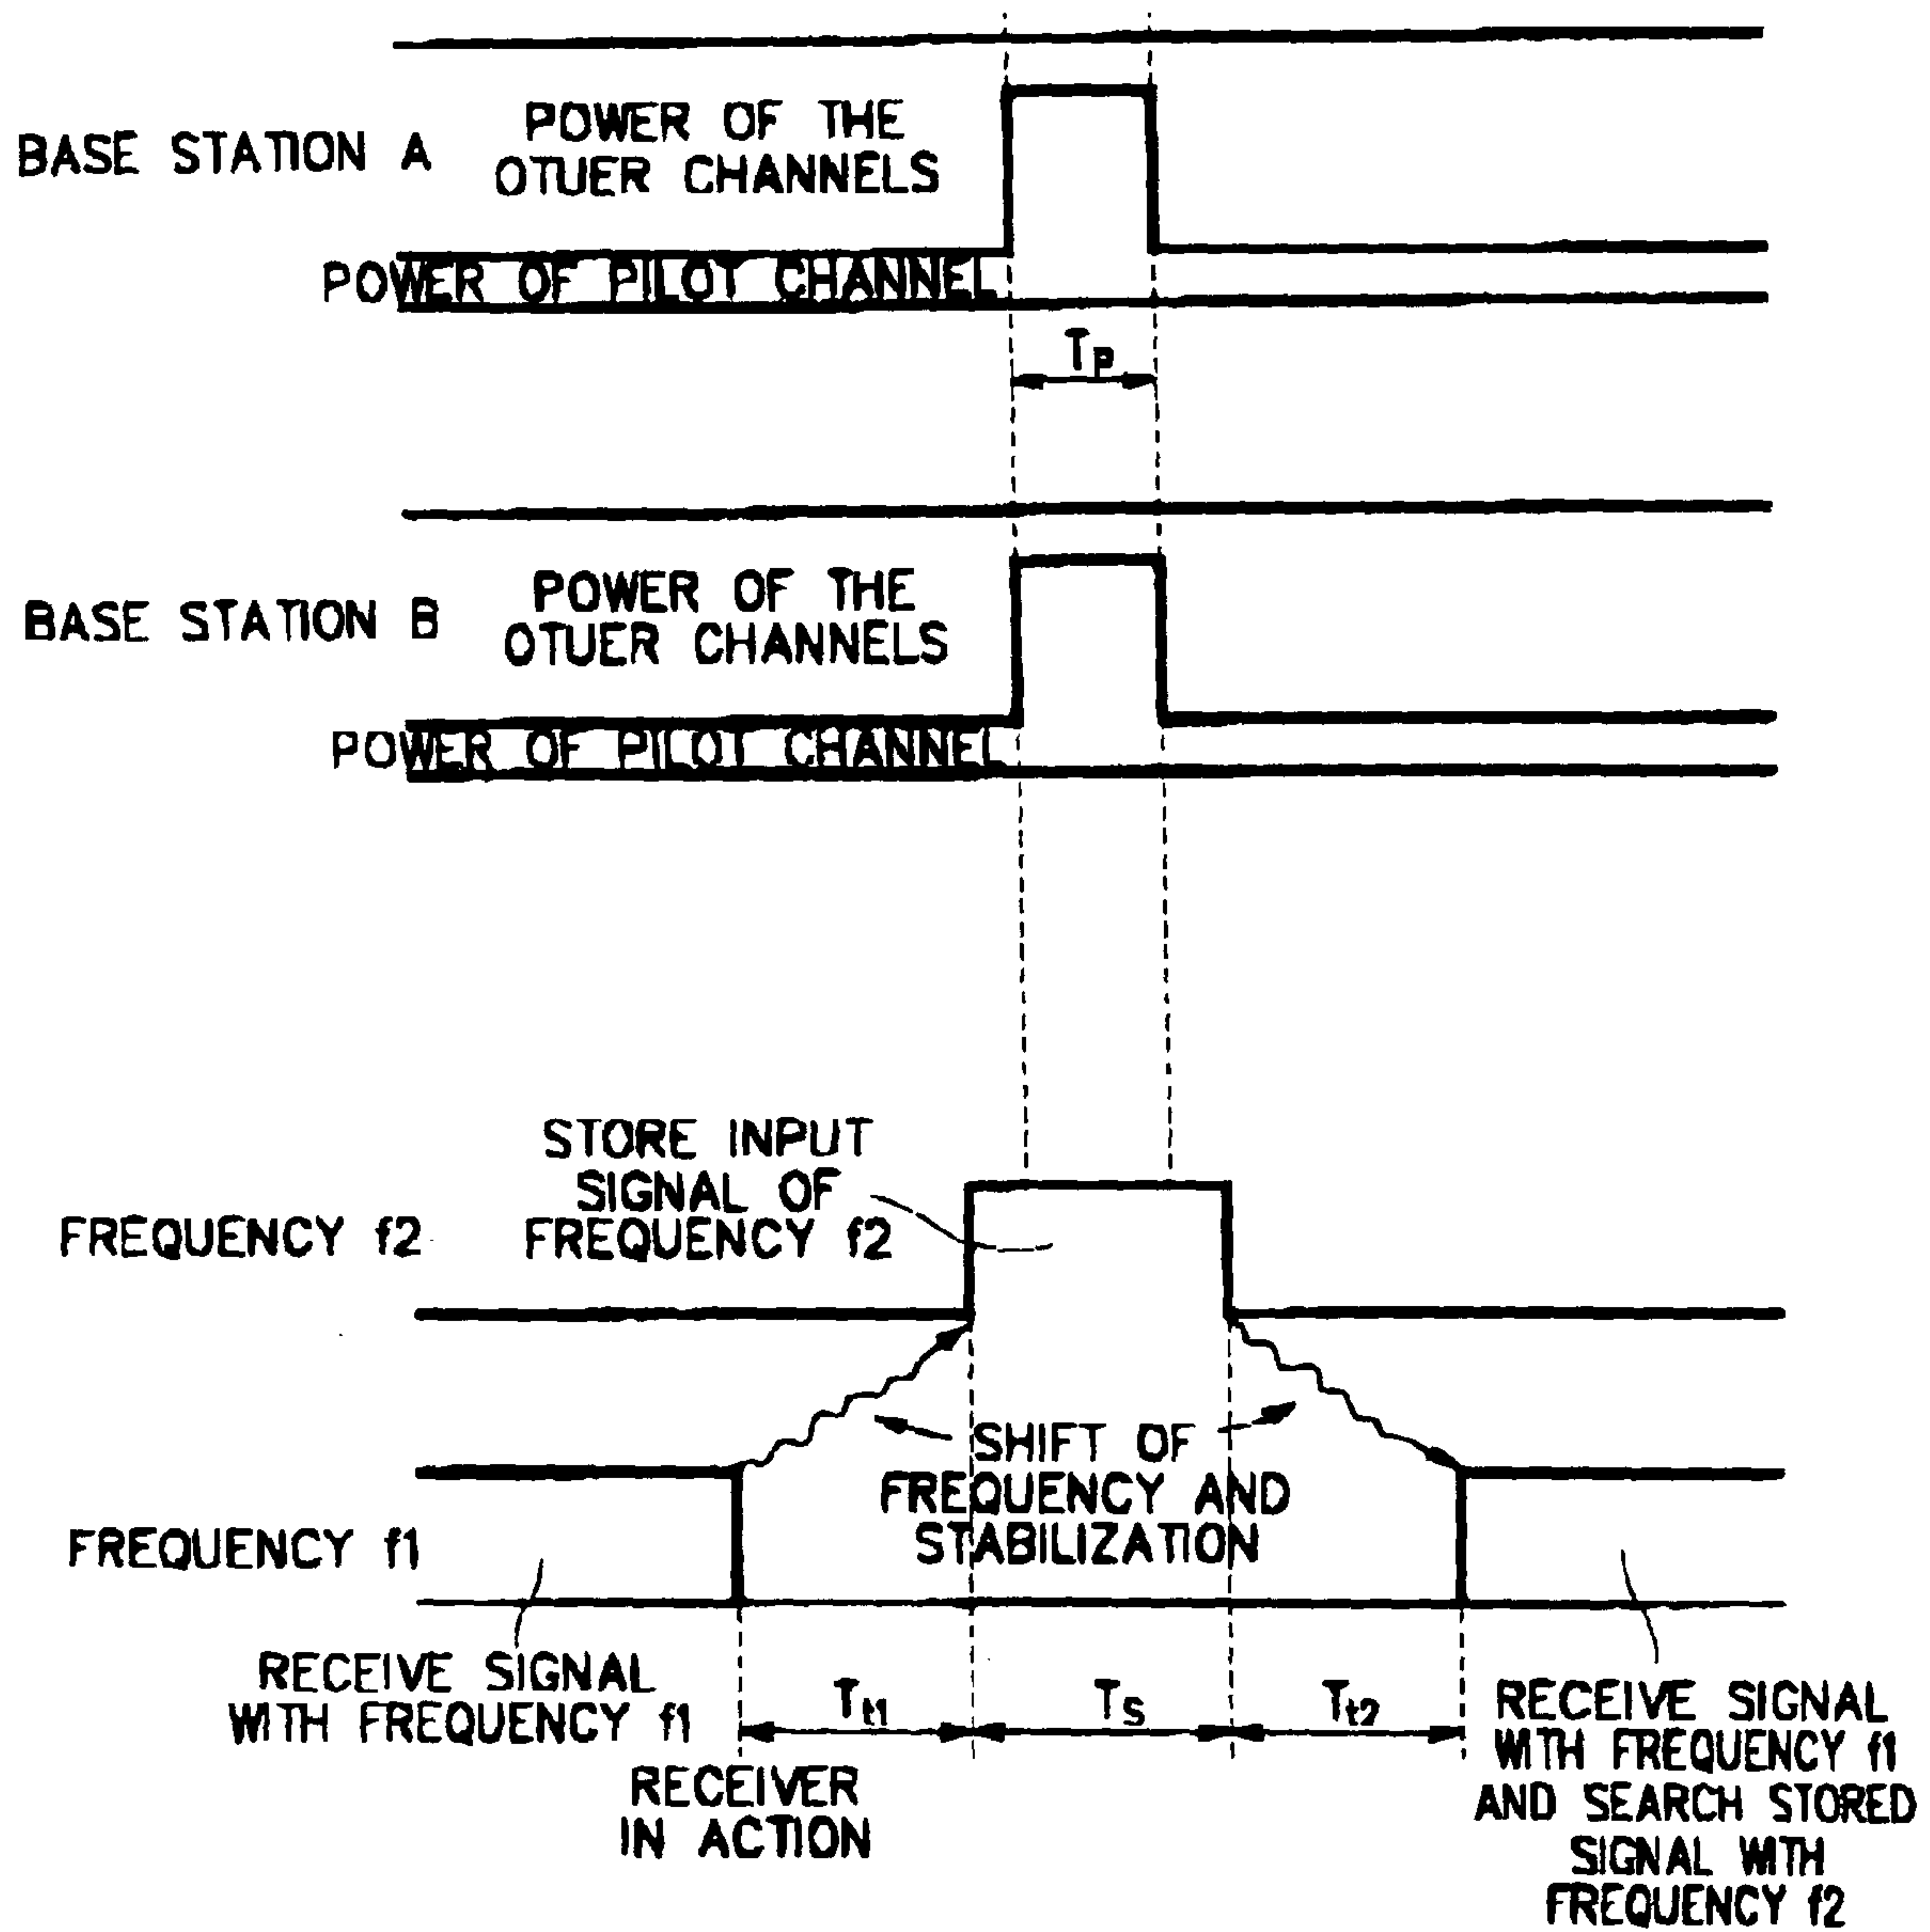 POWER OF THE
OTUER CHANNELS
BASE STATION A
POWER OF PILOT CHANNEL
Tp
POWER OF THE
OTUER CHANNELS
BASE STATION B
POWER OF PILOT CHANNEL
STORE INPUT
SIGNAL OF
FREQUENCY f2
FREQUENCY f2
SHIFT OF
FREQUENCY AND
STABILIZATION
FREQUENCY f1
RECEIVE SIGNAL
WITH FREQUENCY f1
Tt1
TS
Tt2
RECEIVER
IN ACTION
RECEIVE SIGNAL
WITH FREQUENCY f1
AND SEARCH STORED
SIGNAL WITH
FREQUENCY f2